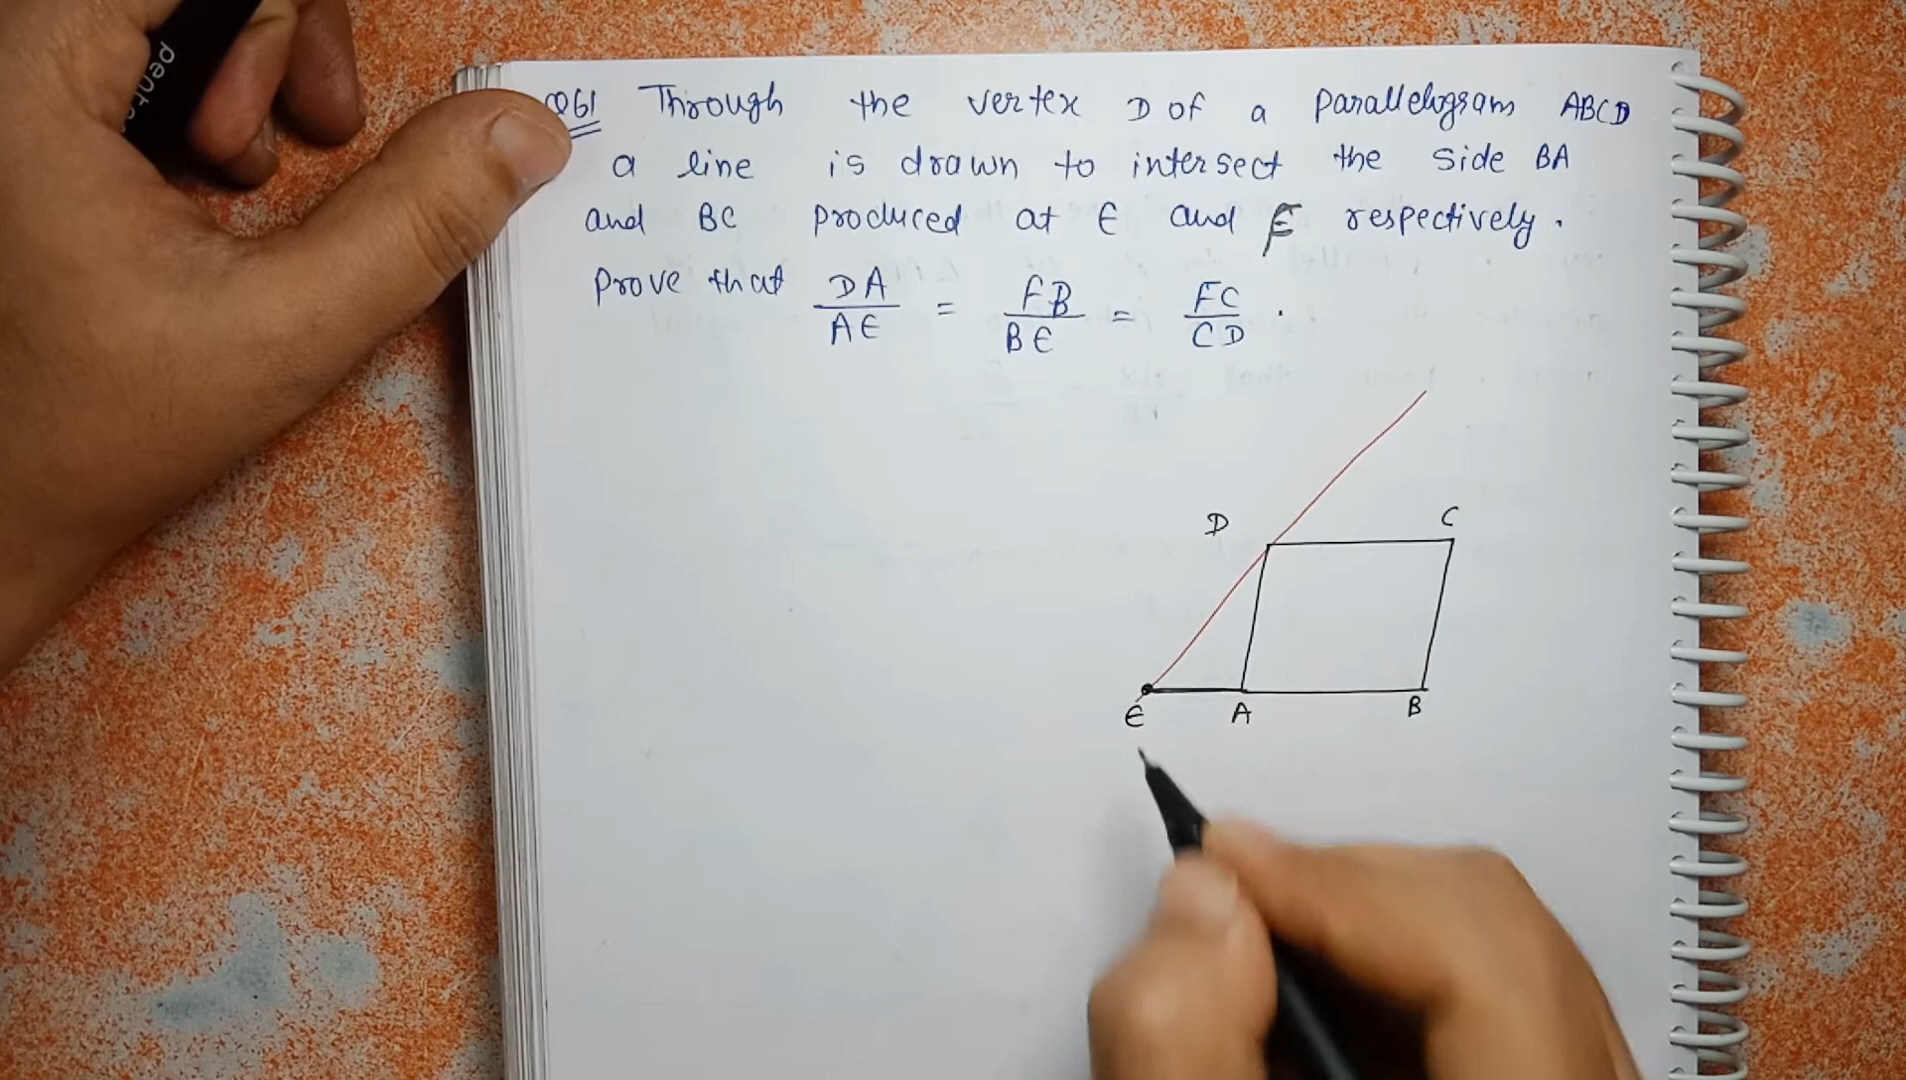 Q61 Through the vertex D of a parallelogram ABCD
a line is drawn to intersect the side BA
and BC produced at E and F respectively.
Prove that DA/AE = FB/BE = FC/CD .
D C
E A B